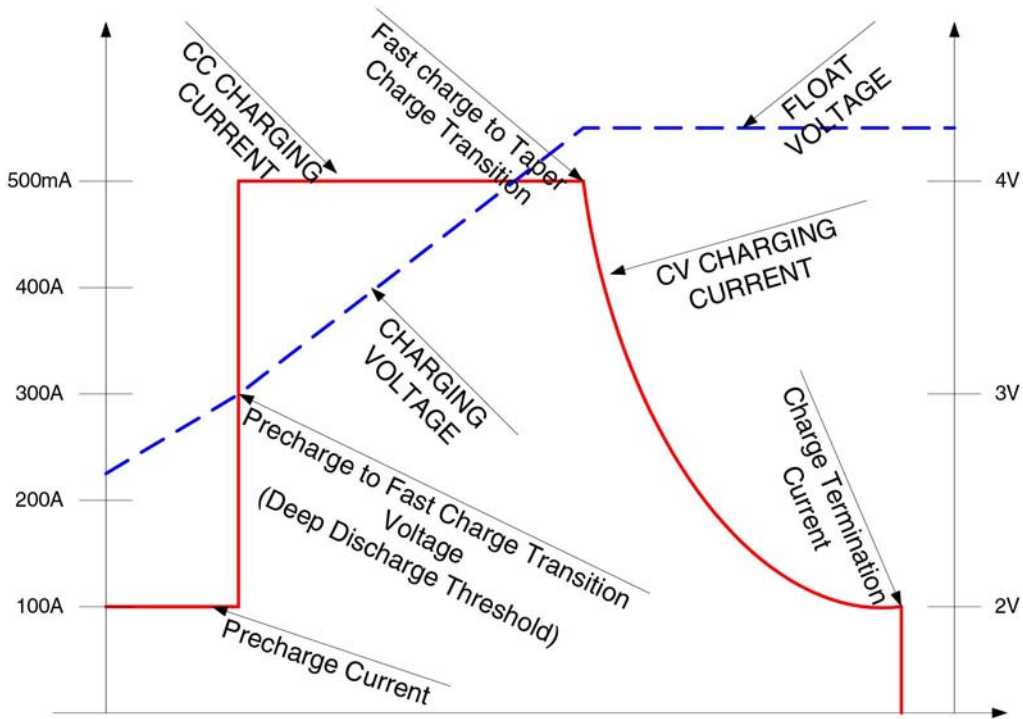 CC CHARGING
CURRENT
Fast charge to Taper
Charge Transition
FLOAT
VOLTAGE
500mA
4V
CV CHARGING
CURRENT
400A
CHARGING
VOLTAGE
300A
3V
Precharge to Fast Charge Transition
Voltage
(Deep Discharge Threshold)
Charge Termination
Current
200A
100A
2V
Precharge Current